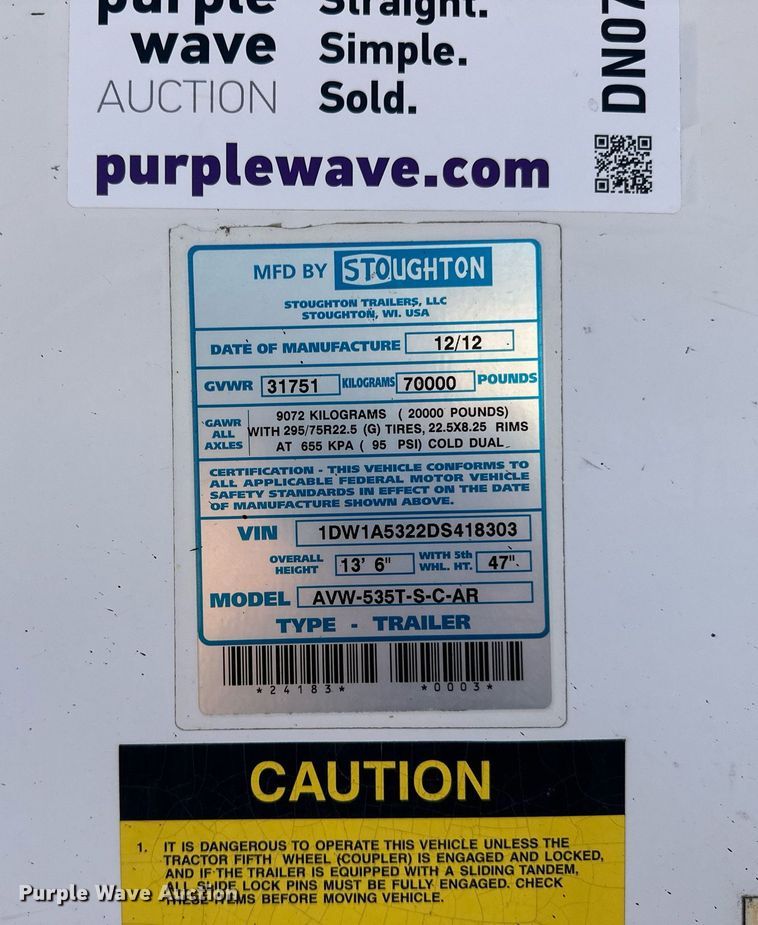 purple Straight.
wave Simple.
AUCTION Sold.
purplewave.com
DN07
MFD BY STOUGHTON
STOUGHTON TRAILERS, LLC
STOUGHTON, WI. USA
DATE OF MANUFACTURE 12/12
GVWR 31751 KILOGRAMS 70000 POUNDS
GAWR ALL AXLES
9072 KILOGRAMS ( 20000 POUNDS)
WITH 295/75R22.5 (G) TIRES, 22.5X8.25 RIMS
AT 655 KPA ( 95 PSI) COLD DUAL
CERTIFICATION - THIS VEHICLE CONFORMS TO
ALL APPLICABLE FEDERAL MOTOR VEHICLE
SAFETY STANDARDS IN EFFECT ON THE DATE
OF MANUFACTURE SHOWN ABOVE.
VIN 1DW1A5322DS418303
OVERALL HEIGHT 13' 6" WITH 5th WHL. HT. 47"
MODEL AVW-535T-S-C-AR
TYPE - TRAILER
*24183* *0003*
CAUTION
1. IT IS DANGEROUS TO OPERATE THIS VEHICLE UNLESS THE
TRACTOR FIFTH WHEEL (COUPLER) IS ENGAGED AND LOCKED,
AND IF THE TRAILER IS EQUIPPED WITH A SLIDING TANDEM,
ALL SLIDE LOCK PINS MUST BE FULLY ENGAGED. CHECK
THESE ITEMS BEFORE MOVING VEHICLE.
Purple Wave Auction